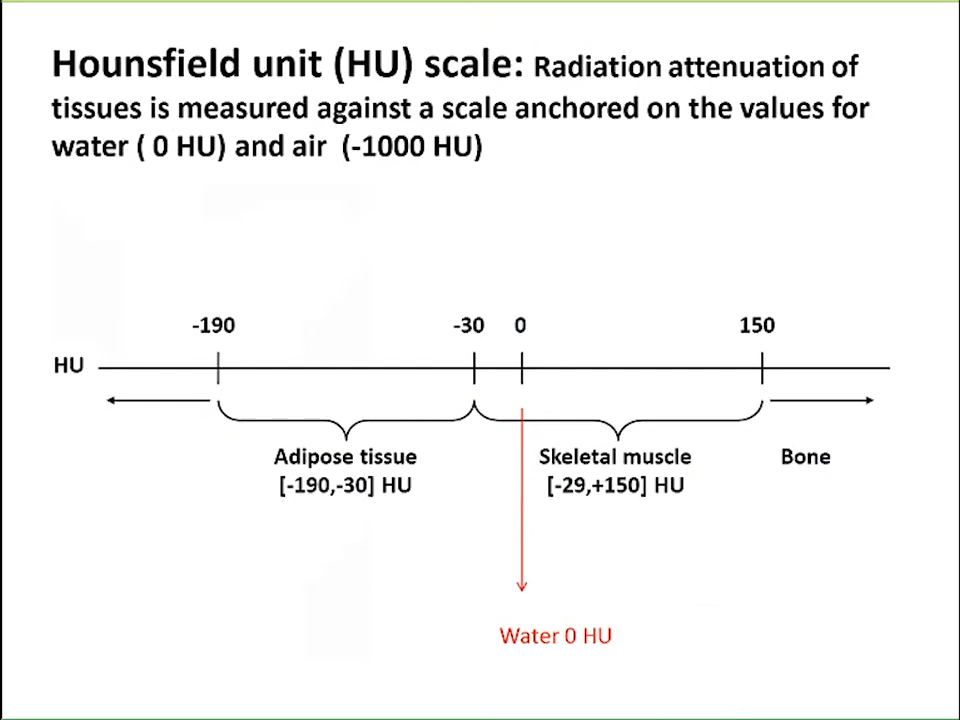 Hounsfield unit (HU) scale: Radiation attenuation of
tissues is measured against a scale anchored on the values for
water ( 0 HU) and air  (-1000 HU)
-190 -30 0 150
HU
Adipose tissue Skeletal muscle Bone
[-190,-30] HU [-29,+150] HU
Water 0 HU